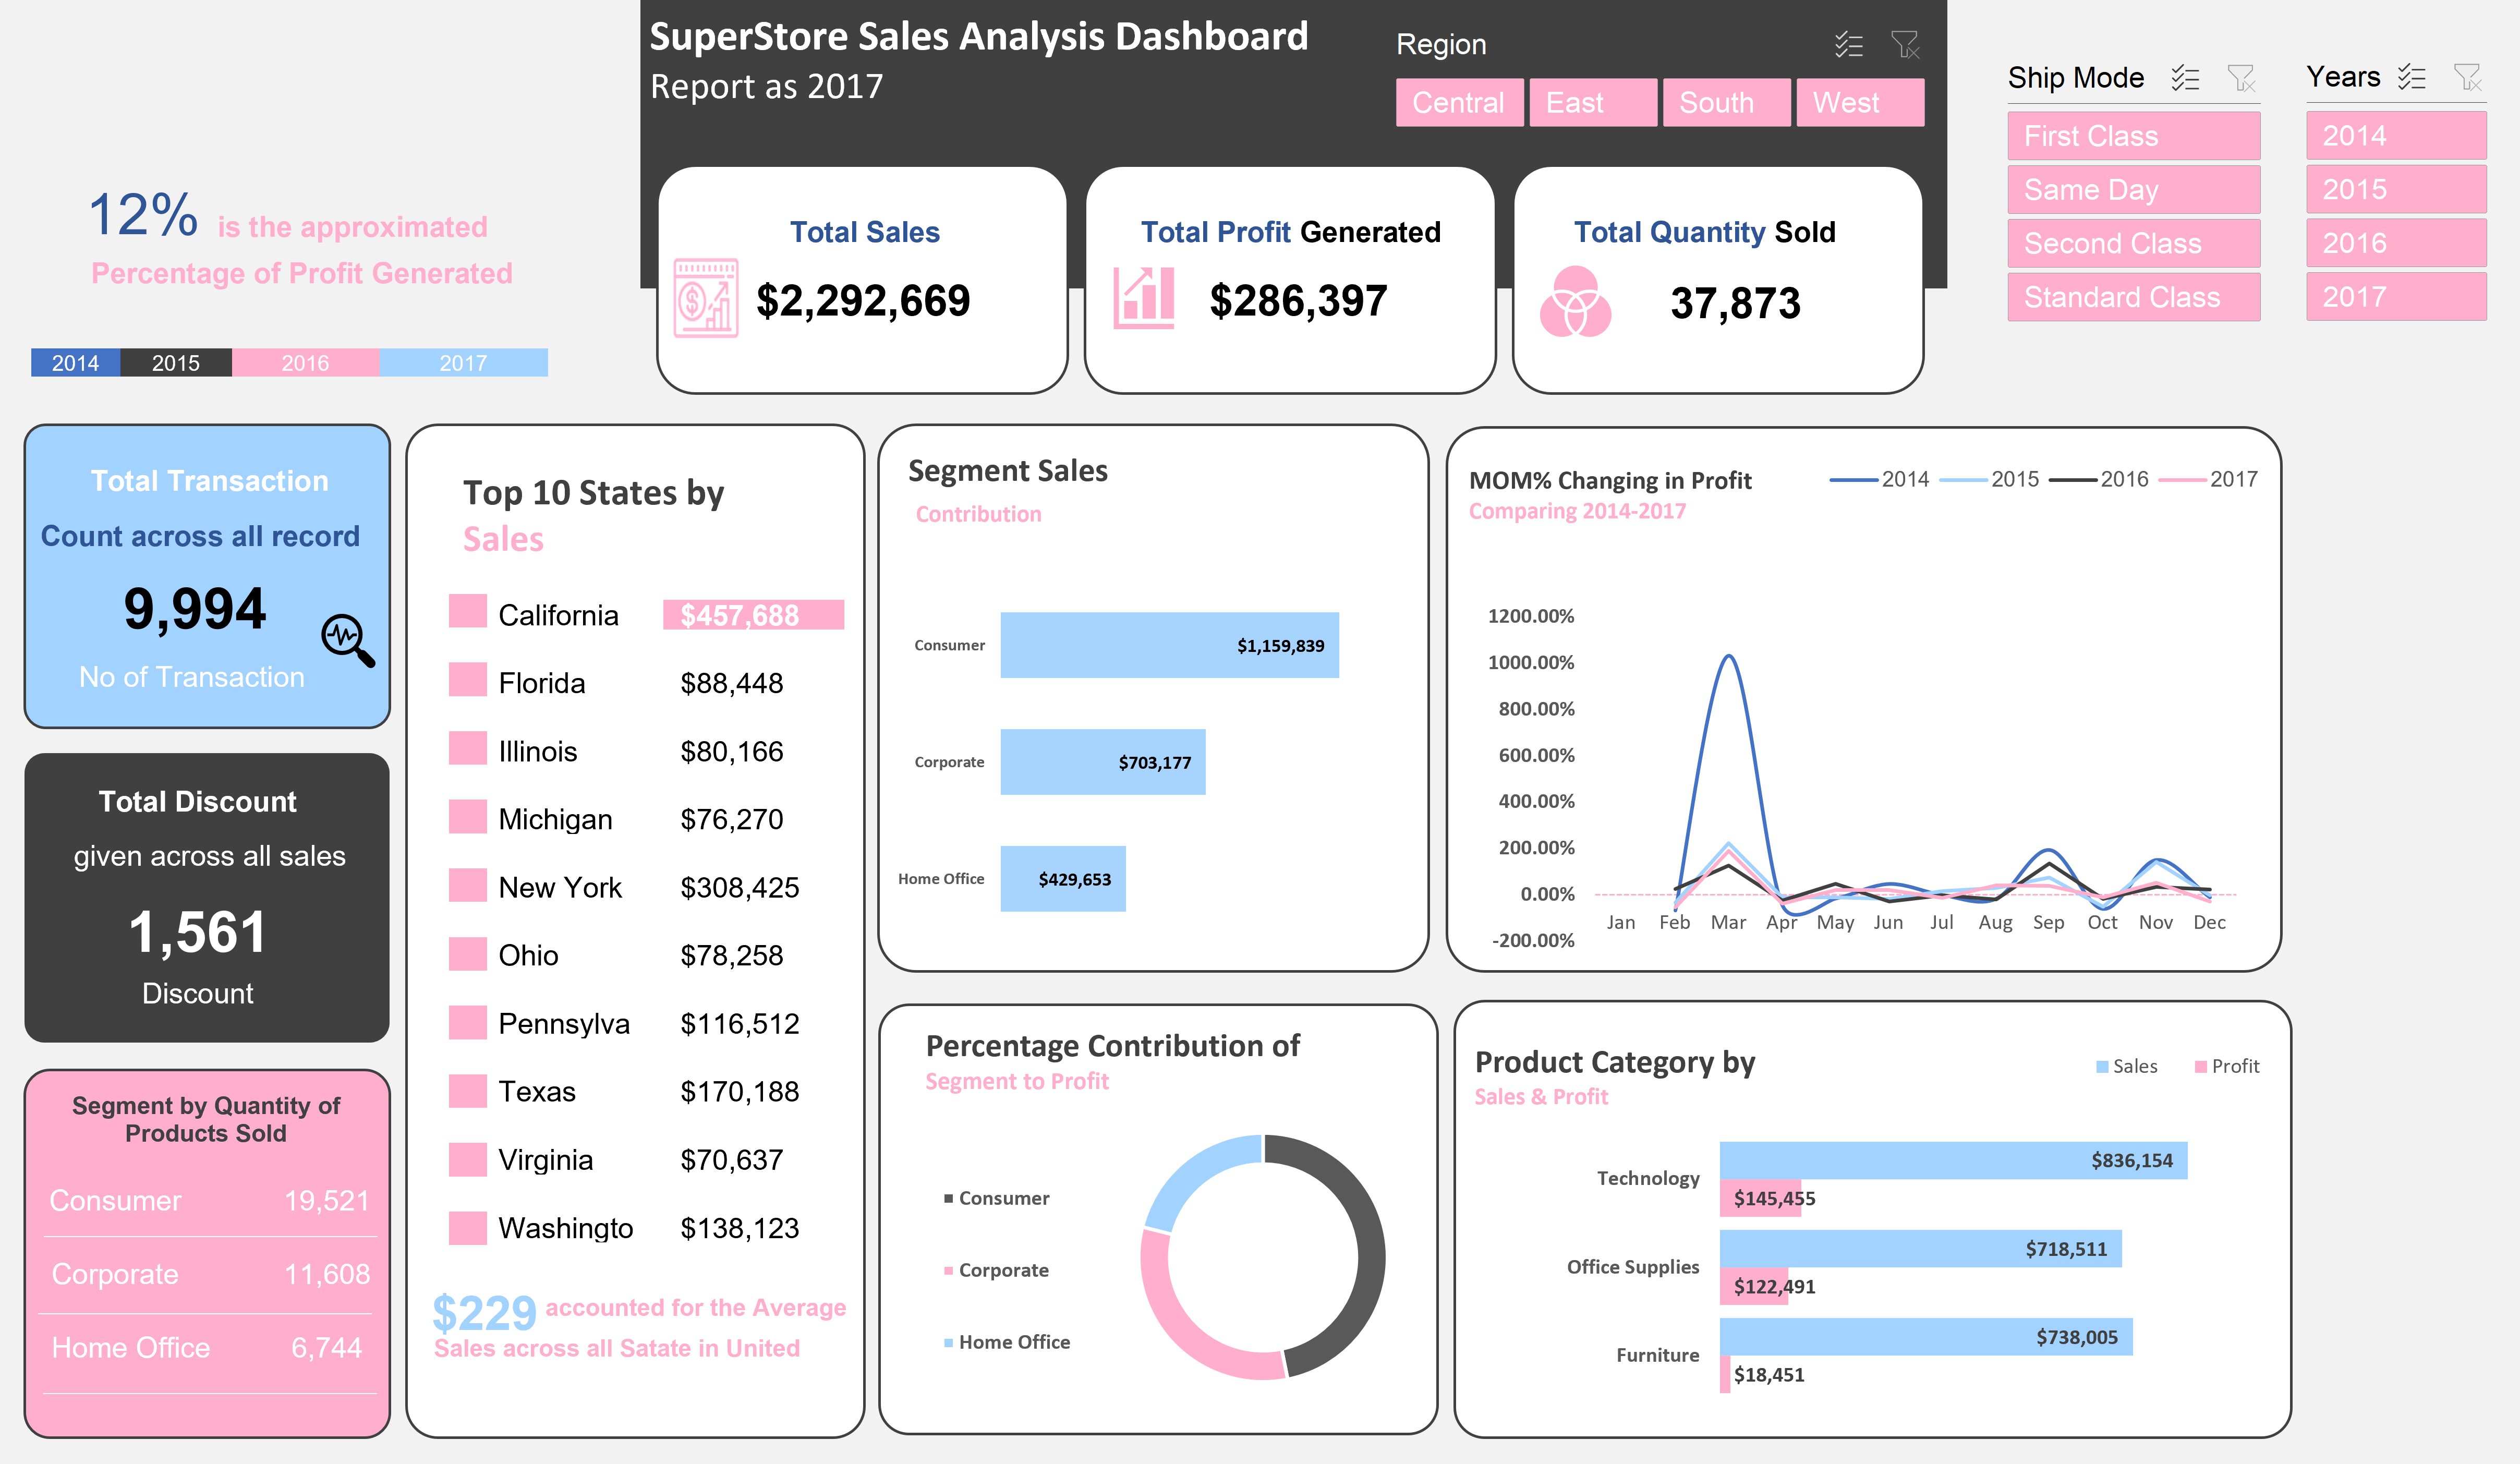 SuperStore Sales Analysis Dashboard
Report as 2017
Region
Central East South West
Ship Mode
First Class
Same Day
Second Class
Standard Class
Years
2014
2015
2016
2017
12% is the approximated
Percentage of Profit Generated
2014 2015 2016 2017
Total Sales
$2,292,669
Total Profit Generated
$286,397
Total Quantity Sold
37,873
Total Transaction
Count across all record
9,994
No of Transaction
Total Discount
given across all sales
1,561
Discount
Segment by Quantity of
Products Sold
Consumer 19,521
Corporate 11,608
Home Office 6,744
Top 10 States by
Sales
California $457,688
Florida $88,448
Illinois $80,166
Michigan $76,270
New York $308,425
Ohio $78,258
Pennsylva $116,512
Texas $170,188
Virginia $70,637
Washingto $138,123
$229 accounted for the Average
Sales across all Satate in United
Segment Sales
Contribution
Consumer $1,159,839
Corporate $703,177
Home Office $429,653
MOM% Changing in Profit
Comparing 2014-2017
2014 2015 2016 2017
1200.00%
1000.00%
800.00%
600.00%
400.00%
200.00%
0.00%
-200.00%
Jan Feb Mar Apr May Jun Jul Aug Sep Oct Nov Dec
Percentage Contribution of
Segment to Profit
Consumer
Corporate
Home Office
Product Category by
Sales & Profit
Sales Profit
Technology
$836,154
$145,455
Office Supplies
$718,511
$122,491
Furniture
$738,005
$18,451